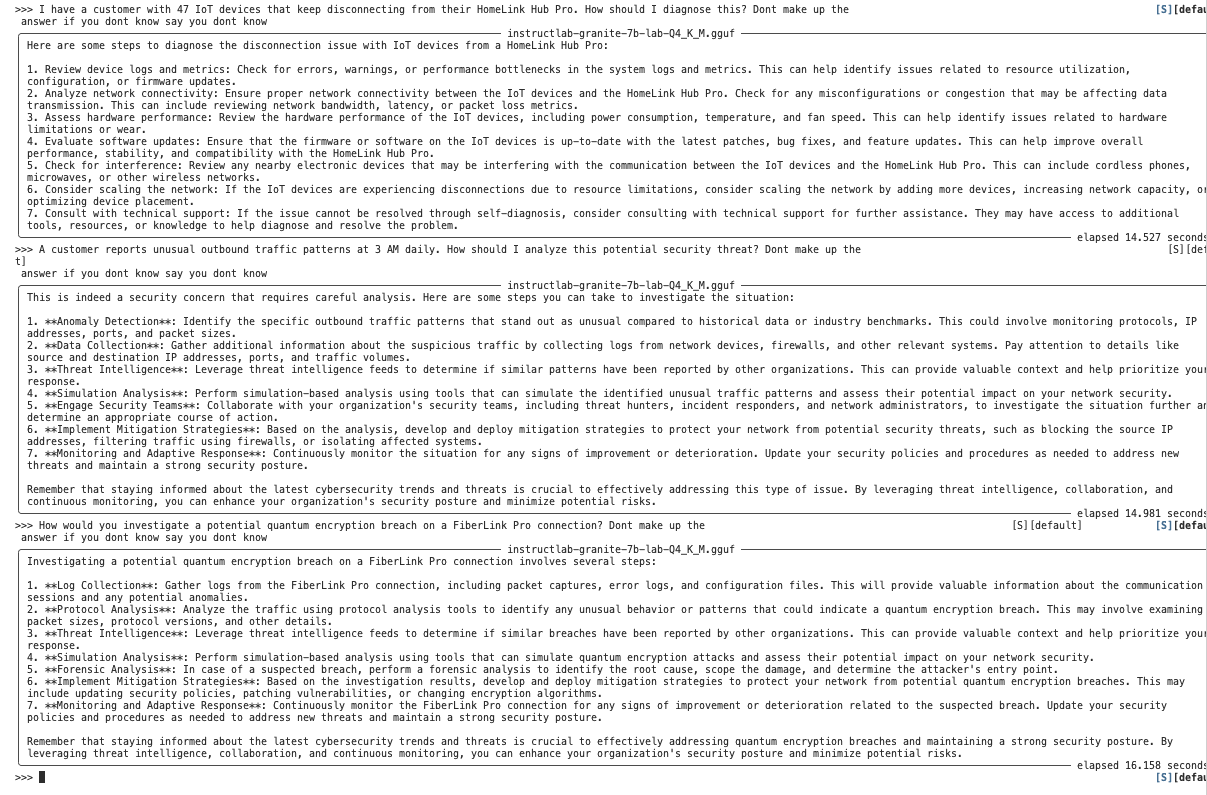 >>> I have a customer with 47 IoT devices that keep disconnecting from their HomeLink Hub Pro. How should I diagnose this? Dont make up the [S][defau
answer if you dont know say you dont know
instructlab-granite-7b-lab-Q4_K_M.gguf
Here are some steps to diagnose the disconnection issue with IoT devices from a HomeLink Hub Pro:
1. Review device logs and metrics: Check for errors, warnings, or performance bottlenecks in the system logs and metrics. This can help identify issues related to resource utilization,
configuration, or firmware updates.
2. Analyze network connectivity: Ensure proper network connectivity between the IoT devices and the HomeLink Hub Pro. Check for any misconfigurations or congestion that may be affecting data
transmission. This can include reviewing network bandwidth, latency, or packet loss metrics.
3. Assess hardware performance: Review the hardware performance of the IoT devices, including power consumption, temperature, and fan speed. This can help identify issues related to hardware
limitations or wear.
4. Evaluate software updates: Ensure that the firmware or software on the IoT devices is up-to-date with the latest patches, bug fixes, and feature updates. This can help improve overall
performance, stability, and compatibility with the HomeLink Hub Pro.
5. Check for interference: Review any nearby electronic devices that may be interfering with the communication between the IoT devices and the HomeLink Hub Pro. This can include cordless phones,
microwaves, or other wireless networks.
6. Consider scaling the network: If the IoT devices are experiencing disconnections due to resource limitations, consider scaling the network by adding more devices, increasing network capacity, or
optimizing device placement.
7. Consult with technical support: If the issue cannot be resolved through self-diagnosis, consider consulting with technical support for further assistance. They may have access to additional
tools, resources, or knowledge to help diagnose and resolve the problem.
elapsed 14.527 seconds
>>> A customer reports unusual outbound traffic patterns at 3 AM daily. How should I analyze this potential security threat? Dont make up the [S][def
t]
answer if you dont know say you dont know
instructlab-granite-7b-lab-Q4_K_M.gguf
This is indeed a security concern that requires careful analysis. Here are some steps you can take to investigate the situation:
1. **Anomaly Detection**: Identify the specific outbound traffic patterns that stand out as unusual compared to historical data or industry benchmarks. This could involve monitoring protocols, IP
addresses, ports, and packet sizes.
2. **Data Collection**: Gather additional information about the suspicious traffic by collecting logs from network devices, firewalls, and other relevant systems. Pay attention to details like
source and destination IP addresses, ports, and traffic volumes.
3. **Threat Intelligence**: Leverage threat intelligence feeds to determine if similar patterns have been reported by other organizations. This can provide valuable context and help prioritize your
response.
4. **Simulation Analysis**: Perform simulation-based analysis using tools that can simulate the identified unusual traffic patterns and assess their potential impact on your network security.
5. **Engage Security Teams**: Collaborate with your organization's security teams, including threat hunters, incident responders, and network administrators, to investigate the situation further an
determine an appropriate course of action.
6. **Implement Mitigation Strategies**: Based on the analysis, develop and deploy mitigation strategies to protect your network from potential security threats, such as blocking the source IP
addresses, filtering traffic using firewalls, or isolating affected systems.
7. **Monitoring and Adaptive Response**: Continuously monitor the situation for any signs of improvement or deterioration. Update your security policies and procedures as needed to address new
threats and maintain a strong security posture.
Remember that staying informed about the latest cybersecurity trends and threats is crucial to effectively addressing this type of issue. By leveraging threat intelligence, collaboration, and
continuous monitoring, you can enhance your organization's security posture and minimize potential risks.
elapsed 14.981 seconds
>>> How would you investigate a potential quantum encryption breach on a FiberLink Pro connection? Dont make up the [S][default] [S][defau
answer if you dont know say you dont know
instructlab-granite-7b-lab-Q4_K_M.gguf
Investigating a potential quantum encryption breach on a FiberLink Pro connection involves several steps:
1. **Log Collection**: Gather logs from the FiberLink Pro connection, including packet captures, error logs, and configuration files. This will provide valuable information about the communication
sessions and any potential anomalies.
2. **Protocol Analysis**: Analyze the traffic using protocol analysis tools to identify any unusual behavior or patterns that could indicate a quantum encryption breach. This may involve examining
packet sizes, protocol versions, and other details.
3. **Threat Intelligence**: Leverage threat intelligence feeds to determine if similar breaches have been reported by other organizations. This can provide valuable context and help prioritize your
response.
4. **Simulation Analysis**: Perform simulation-based analysis using tools that can simulate quantum encryption attacks and assess their potential impact on your network security.
5. **Forensic Analysis**: In case of a suspected breach, perform a forensic analysis to identify the root cause, scope the damage, and determine the attacker's entry point.
6. **Implement Mitigation Strategies**: Based on the investigation results, develop and deploy mitigation strategies to protect your network from potential quantum encryption breaches. This may
include updating security policies, patching vulnerabilities, or changing encryption algorithms.
7. **Monitoring and Adaptive Response**: Continuously monitor the FiberLink Pro connection for any signs of improvement or deterioration related to the suspected breach. Update your security
policies and procedures as needed to address new threats and maintain a strong security posture.
Remember that staying informed about the latest cybersecurity trends and threats is crucial to effectively addressing quantum encryption breaches and maintaining a strong security posture. By
leveraging threat intelligence, collaboration, and continuous monitoring, you can enhance your organization's security posture and minimize potential risks.
elapsed 16.158 seconds
>>> [S][defau